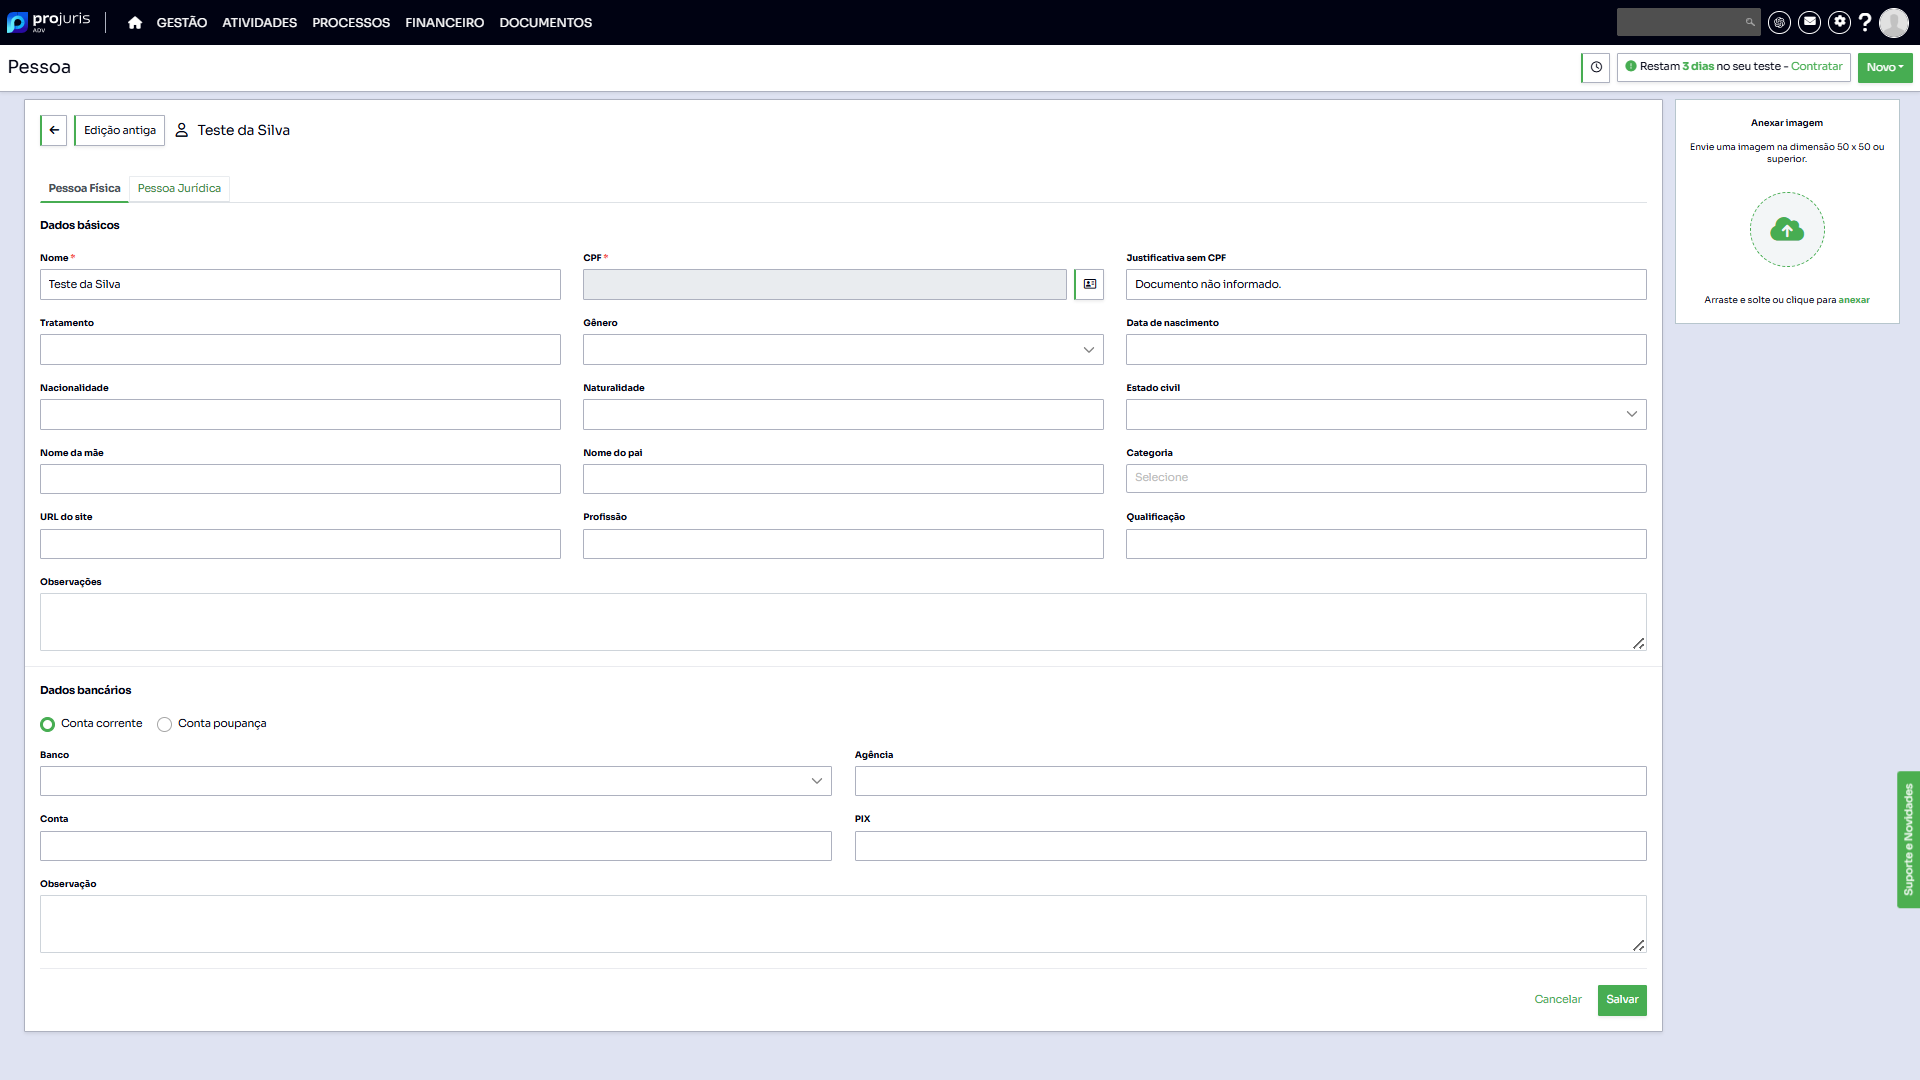 projuris
ADV
GESTÃO ATIVIDADES PROCESSOS FINANCEIRO DOCUMENTOS
?
Pessoa
Restam 3 dias no seu teste - Contratar
Novo
Edição antiga
Teste da Silva
Pessoa Física
Pessoa Jurídica
Dados básicos
Nome *
CPF *
Justificativa sem CPF
Teste da Silva
Documento não informado.
Tratamento
Gênero
Data de nascimento
Nacionalidade
Naturalidade
Estado civil
Nome da mãe
Nome do pai
Categoria
Selecione
URL do site
Profissão
Qualificação
Observações
Dados bancários
Conta corrente
Conta poupança
Banco
Agência
Conta
PIX
Observação
Cancelar
Salvar
Anexar imagem
Envie uma imagem na dimensão 50 x 50 ou
superior.
Arraste e solte ou clique para anexar
Suporte e Novidades